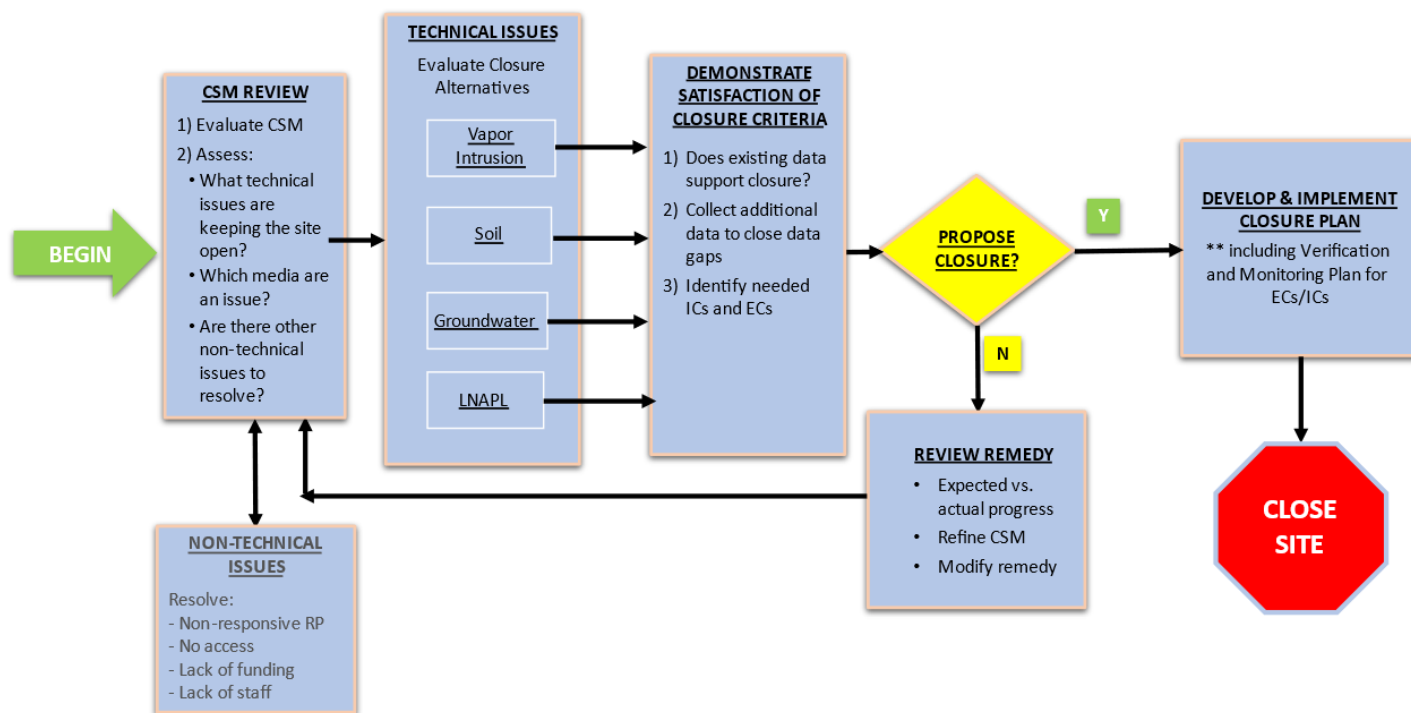 BEGIN
CSM REVIEW
1) Evaluate CSM
2) Assess:
• What technical
issues are
keeping the site
open?
• Which media are
an issue?
• Are there other
non-technical
issues to
resolve?
NON-TECHNICAL
ISSUES
Resolve:
- Non-responsive RP
- No access
- Lack of funding
- Lack of staff
TECHNICAL ISSUES
Evaluate Closure
Alternatives
Vapor
Intrusion
Soil
Groundwater
LNAPL
DEMONSTRATE
SATISFACTION OF
CLOSURE CRITERIA
1) Does existing data
support closure?
2) Collect additional
data to close data
gaps
3) Identify needed
ICs and ECs
PROPOSE
CLOSURE?
Y
N
REVIEW REMEDY
• Expected vs.
actual progress
• Refine CSM
• Modify remedy
DEVELOP & IMPLEMENT
CLOSURE PLAN
** including Verification
and Monitoring Plan for
ECs/ICs
CLOSE
SITE